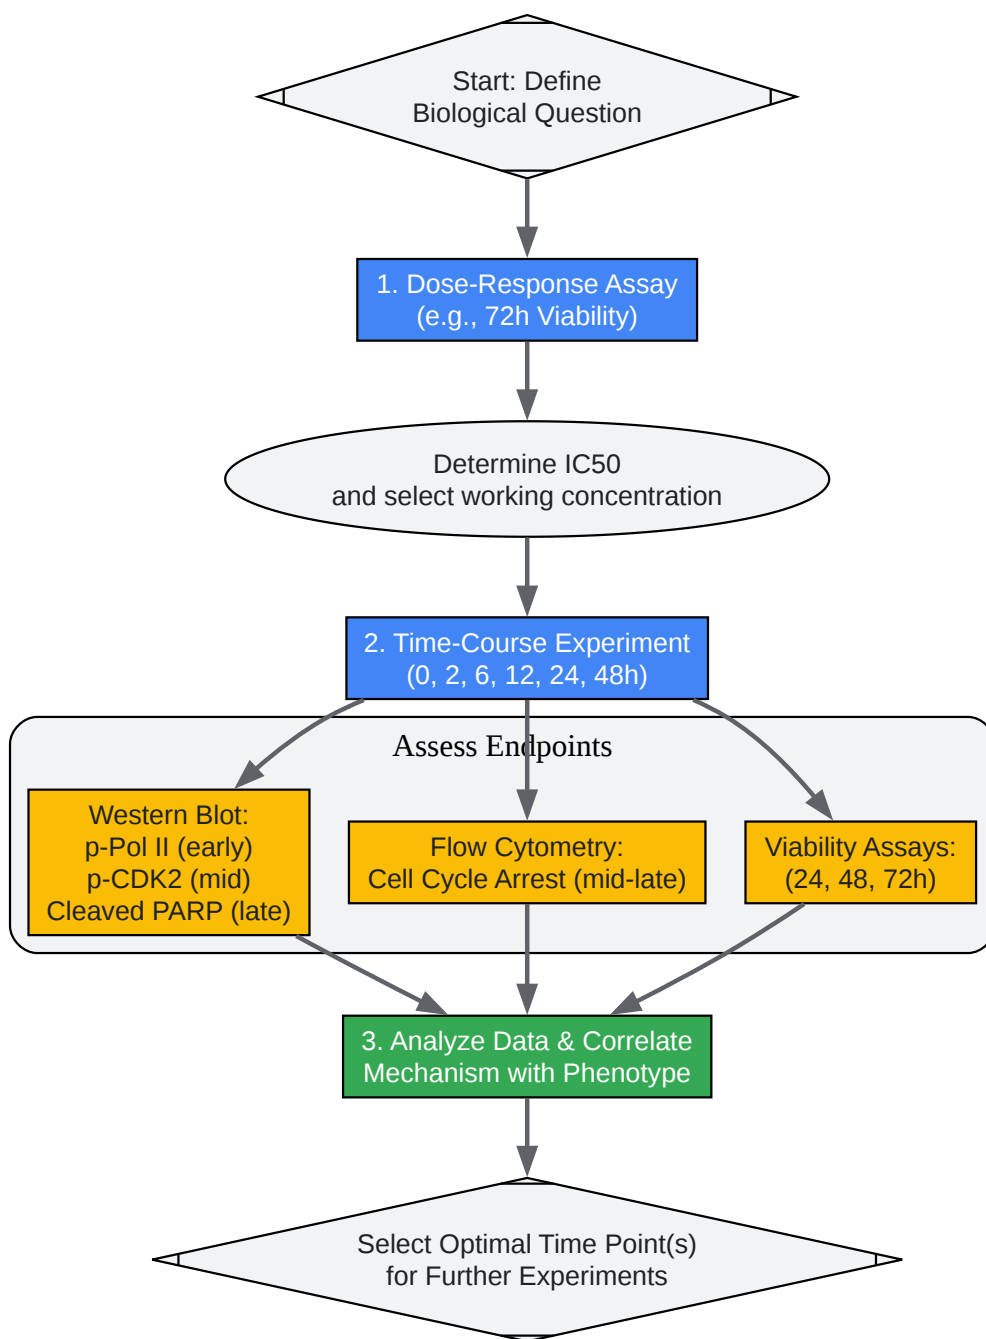 Start: Define
Biological Question
1. Dose-Response Assay
(e.g., 72h Viability)
Determine IC50
and select working concentration
2. Time-Course Experiment
(0, 2, 6, 12, 24, 48h)
Assess Endpoints
Western Blot:
p-Pol II (early)
p-CDK2 (mid)
Cleaved PARP (late)
Flow Cytometry:
Cell Cycle Arrest (mid-late)
Viability Assays:
(24, 48, 72h)
3. Analyze Data & Correlate
Mechanism with Phenotype
Select Optimal Time Point(s)
for Further Experiments